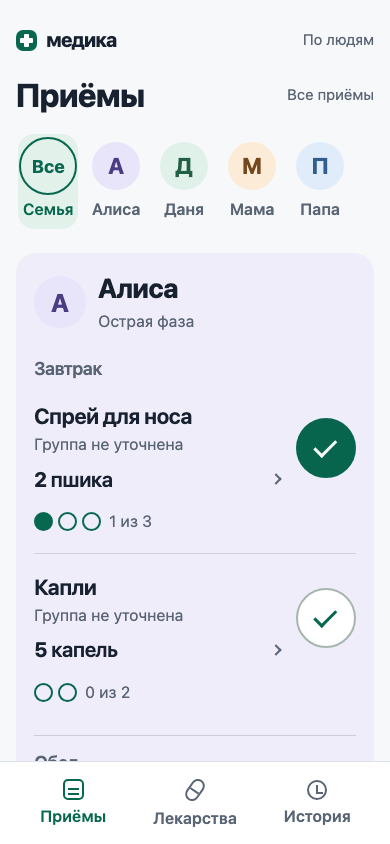 медика
По людям
Приёмы
Все приёмы
Все
А
Д
М
П
Семья
Алиса
Даня
Мама
Папа
А
Алиса
Острая фаза
Завтрак
Спрей для носа
Группа не уточнена
2 пшика
1 из 3
Капли
Группа не уточнена
5 капель
0 из 2
Приёмы
Лекарства
История